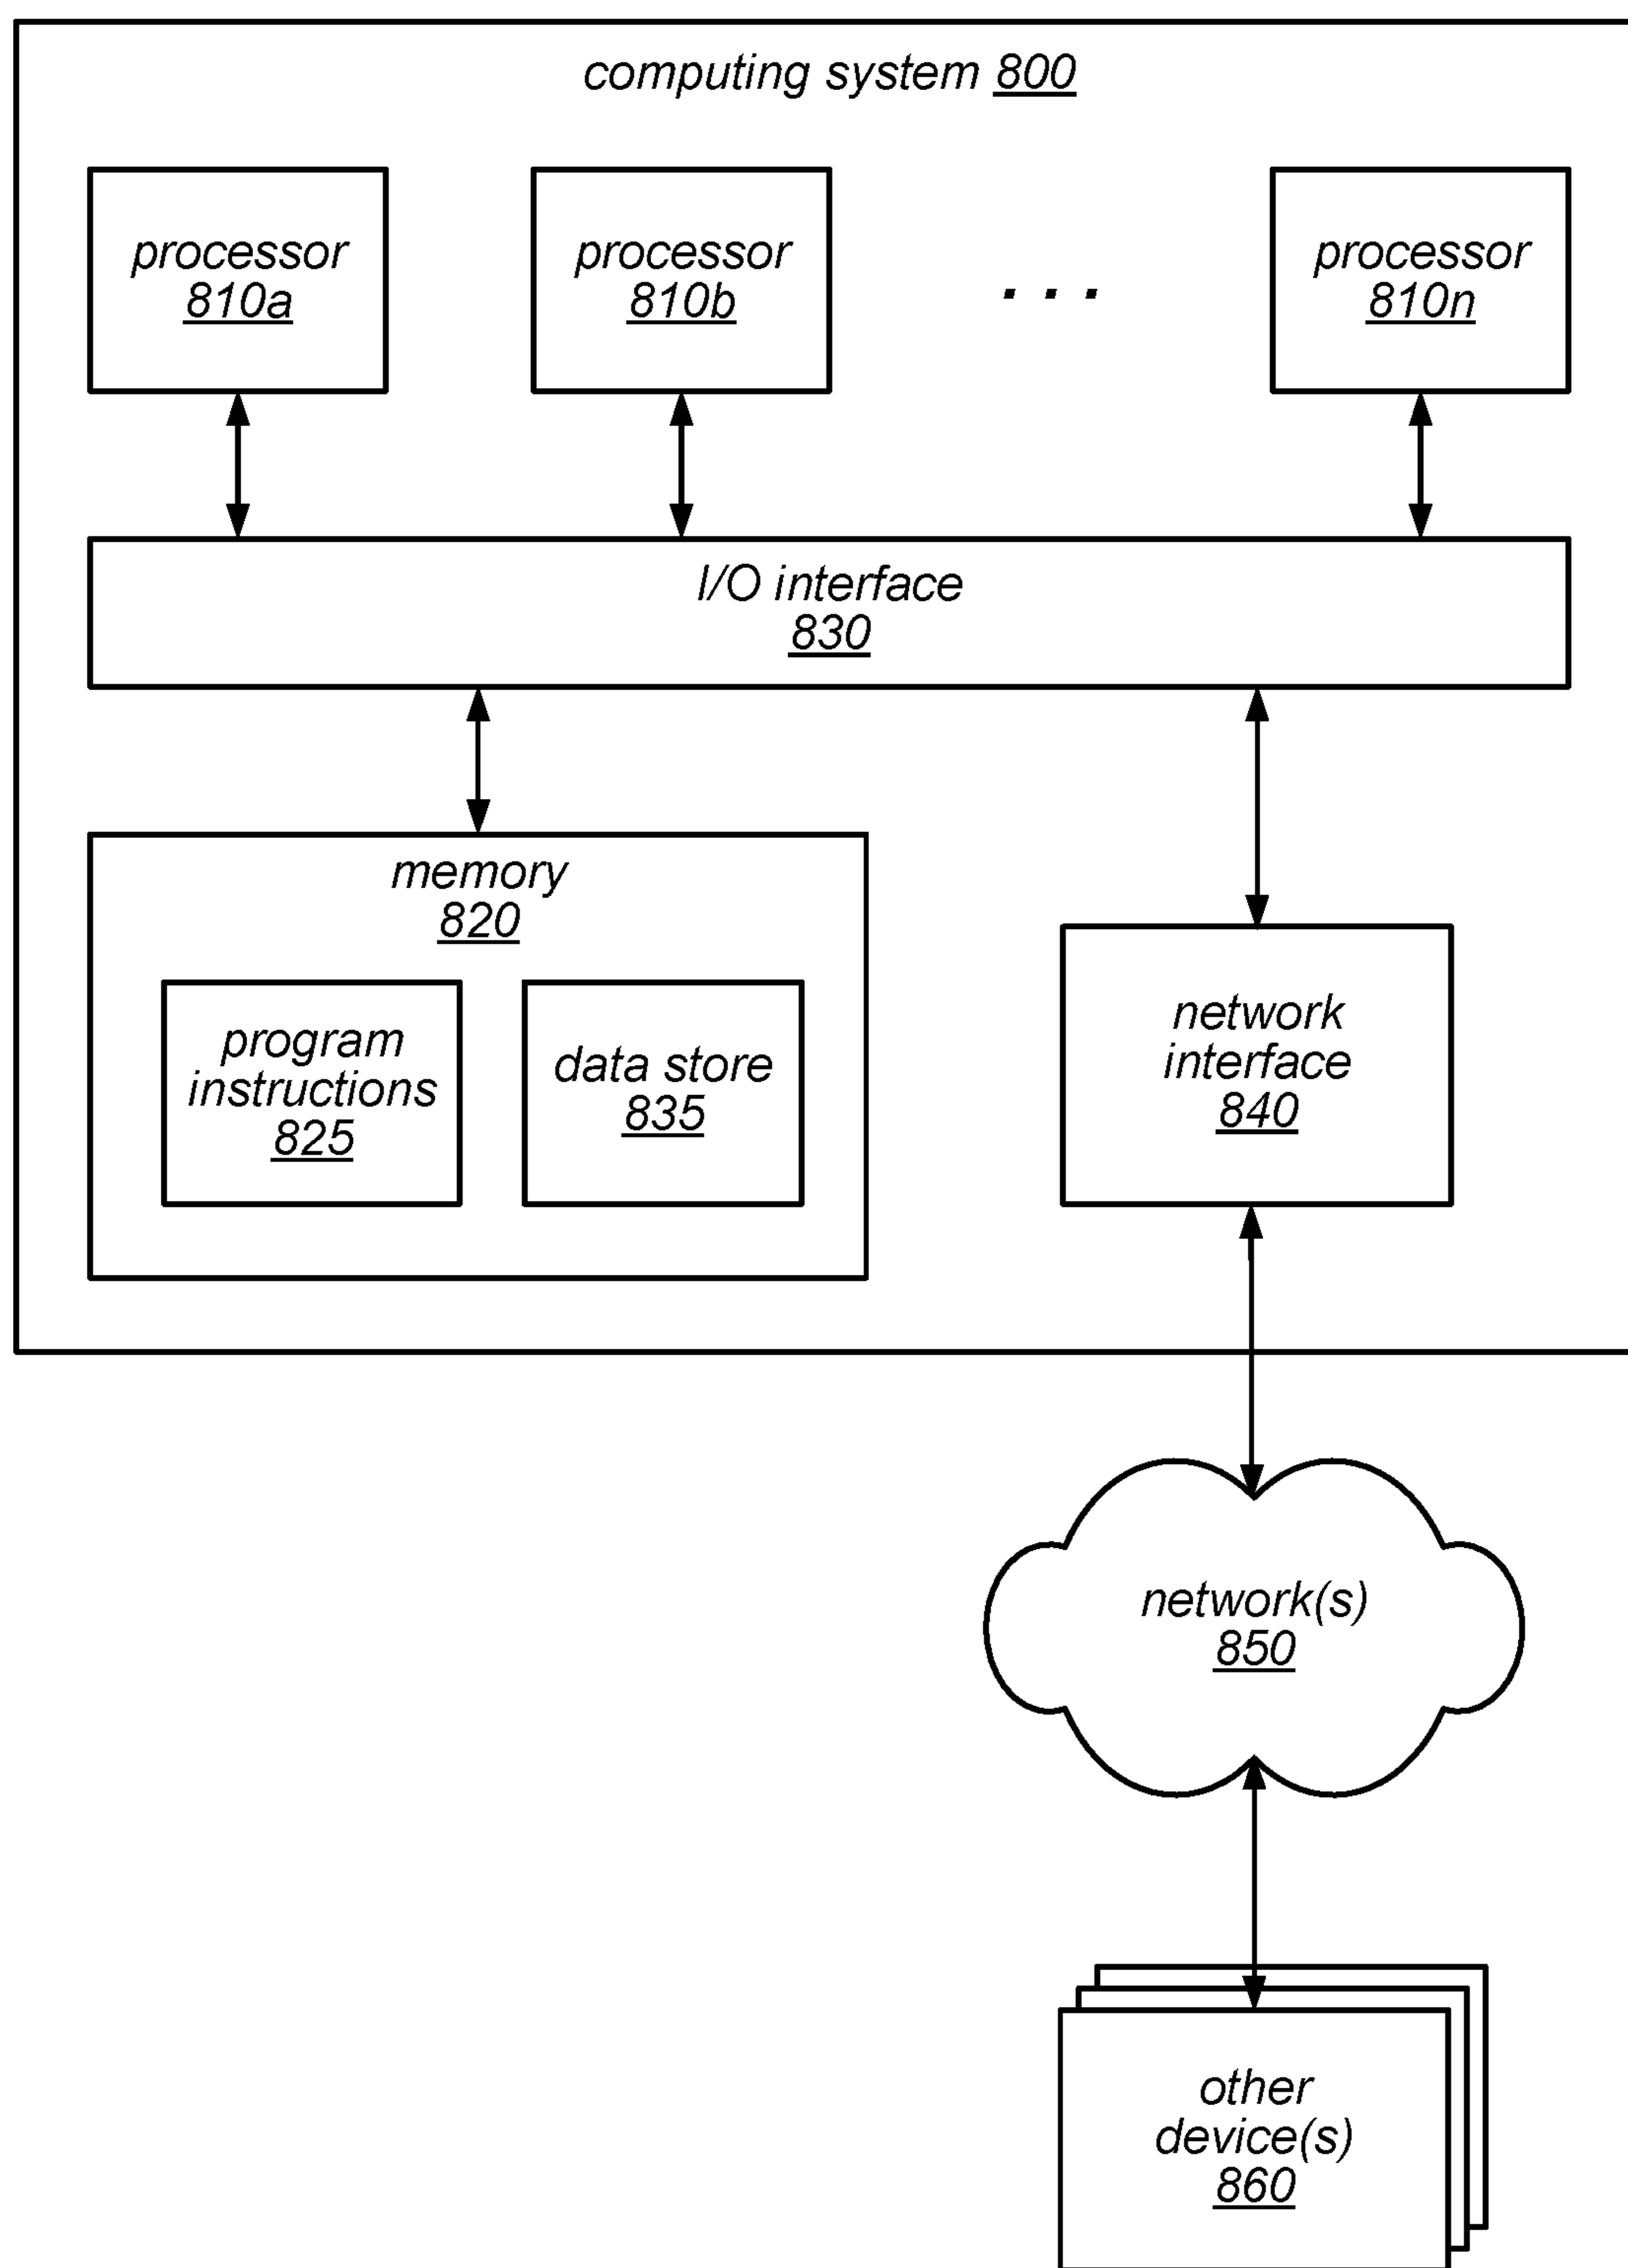 computing system 800
processor
810a
processor
810b
. . .
processor
810n
I/O interface
830
memory
820
program
instructions
825
data store
835
network
interface
840
network(s)
850
other
device(s)
860